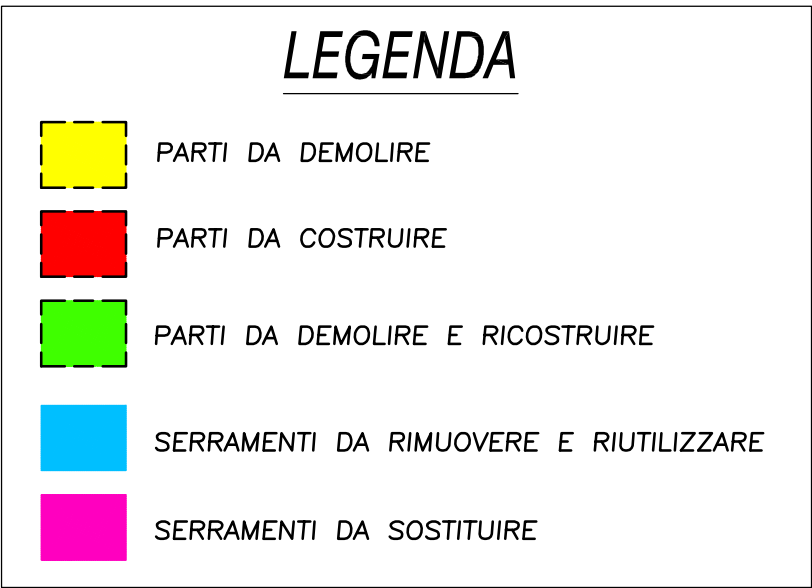 LEGENDA
PARTI DA DEMOLIRE
PARTI DA COSTRUIRE
PARTI DA DEMOLIRE E RICOSTRUIRE
SERRAMENTI DA RIMUOVERE E RIUTILIZZARE
SERRAMENTI DA SOSTITUIRE